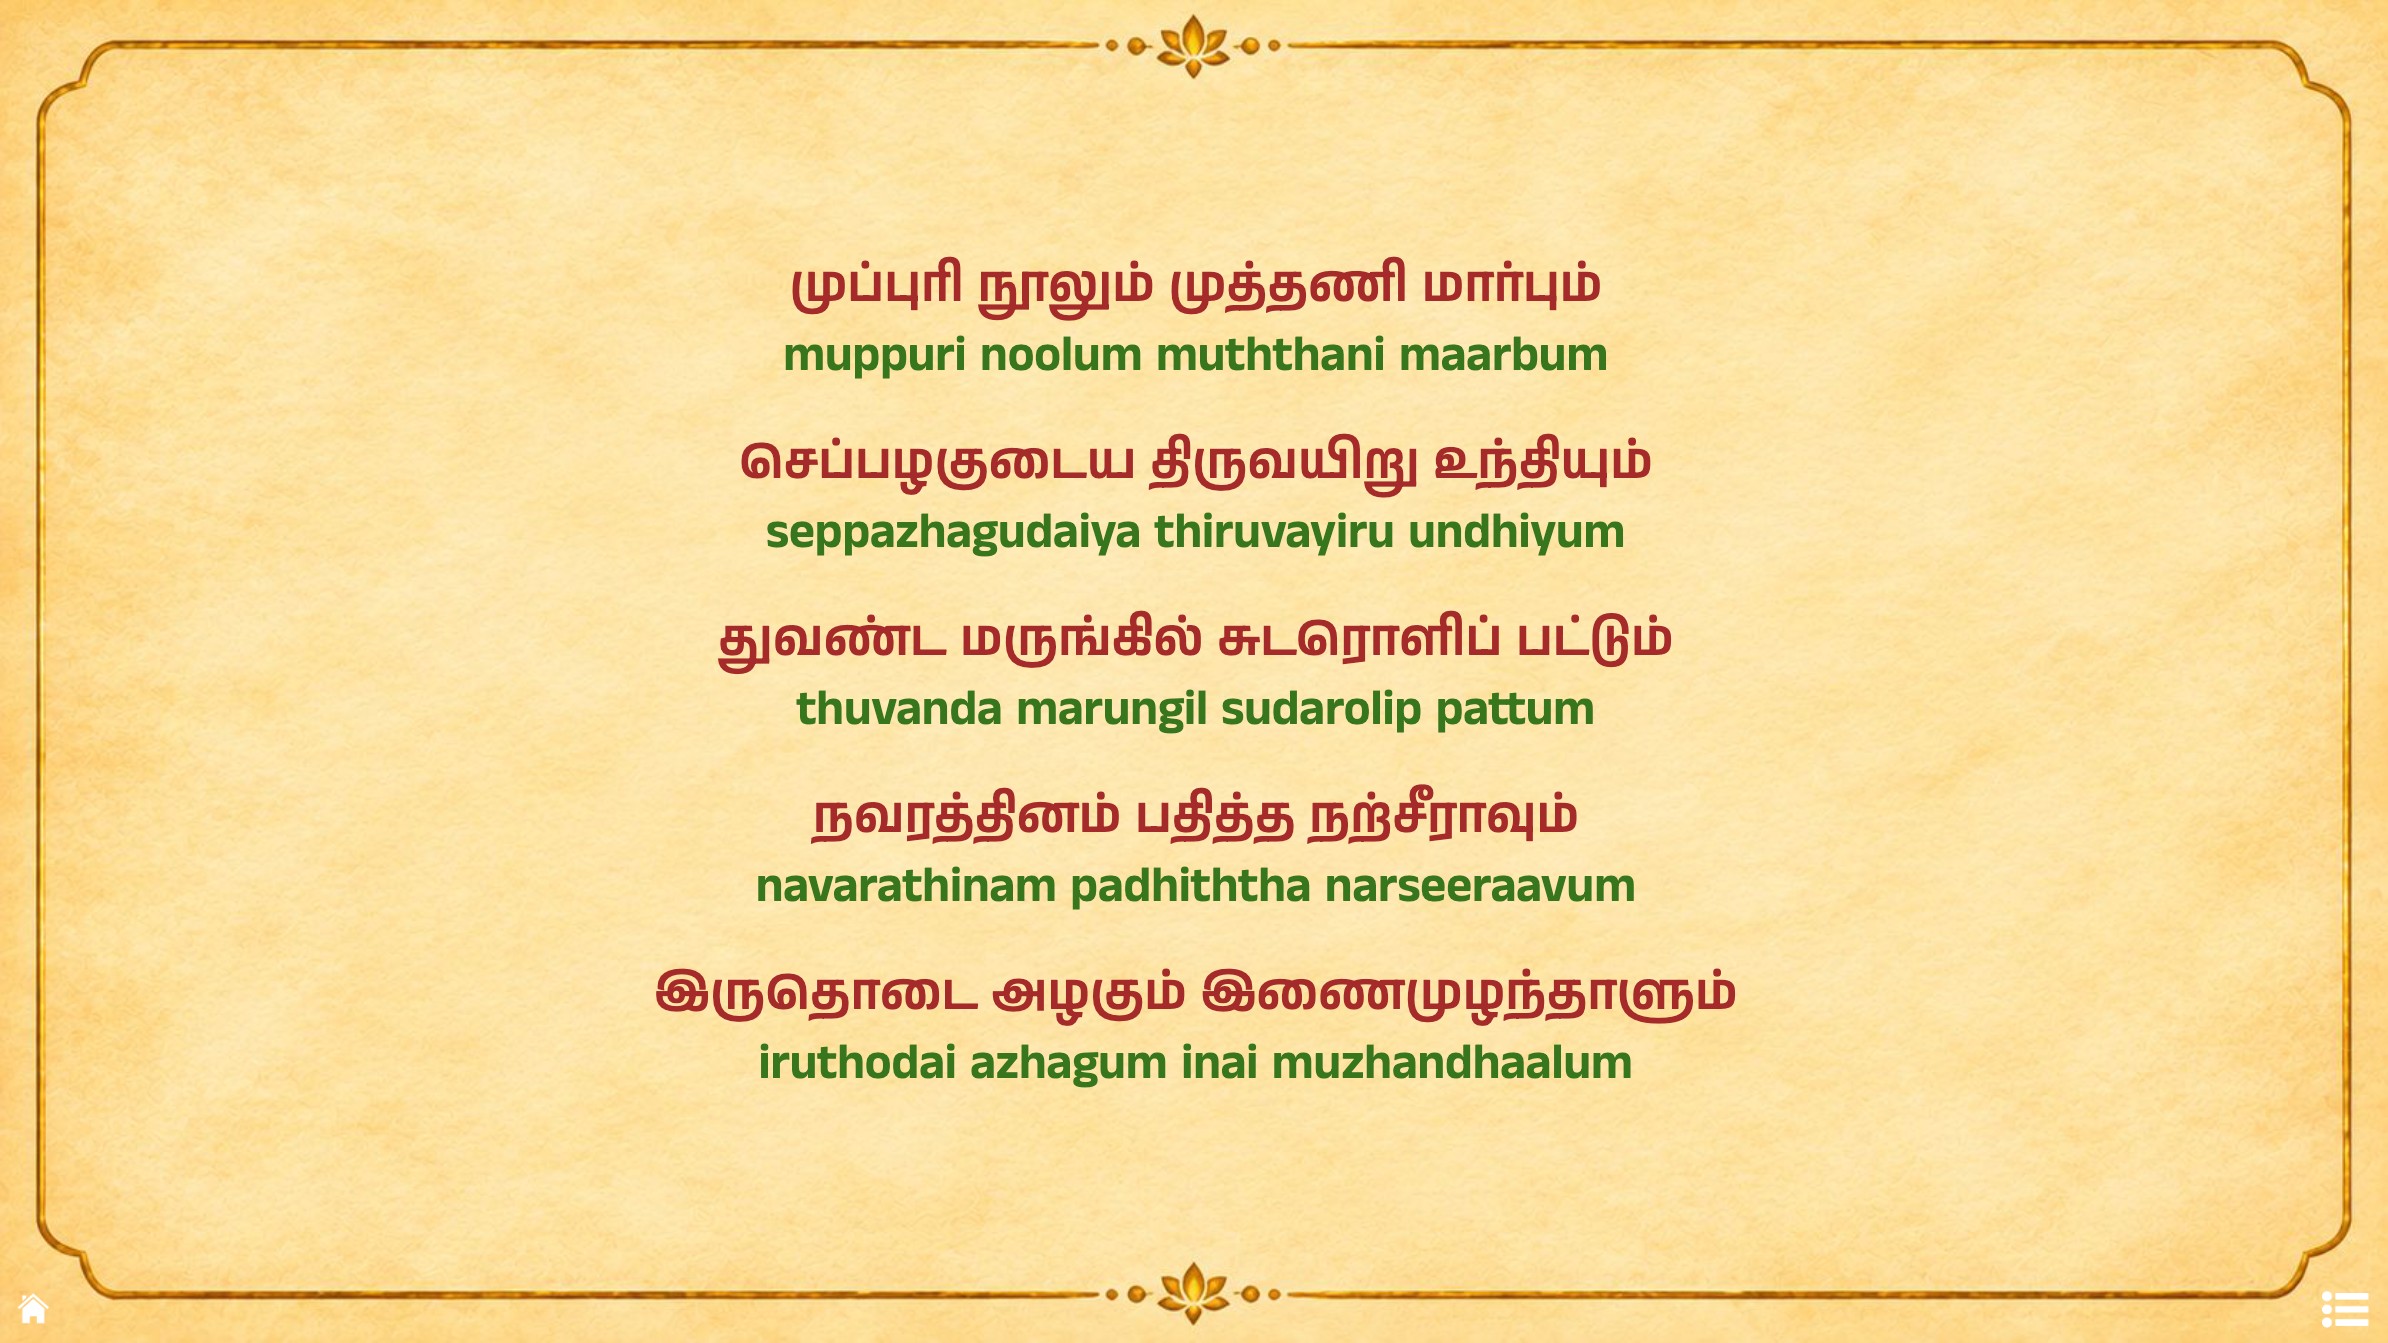 முப்புரி நூலும் முத்தணி மார்பும்
muppuri noolum muththani maarbum
செப்பழகுடைய திருவயிறு உந்தியும்
seppazhagudaiya thiruvayiru undhiyum
துவண்ட மருங்கில் சுடரொளிப் பட்டும்
thuvanda marungil sudarolip pattum
நவரத்தினம் பதித்த நற்சீராவும்
navarathinam padhiththa narseeraavum
இருதொடை அழகும் இணைமுழந்தாளும்
iruthodai azhagum inai muzhandhaalum